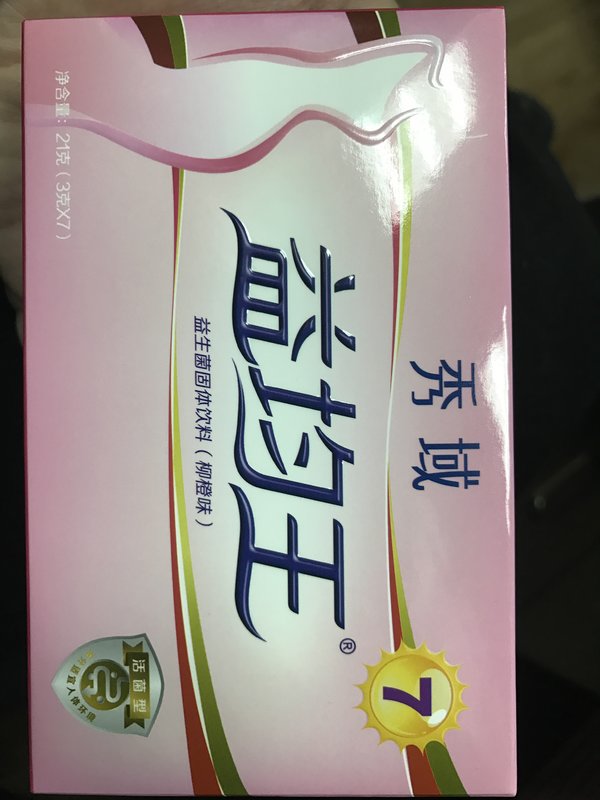 秀域
7
益均王®
益生菌固体饮料（柳橙味）
活菌型
净含量：21克（3克X7）